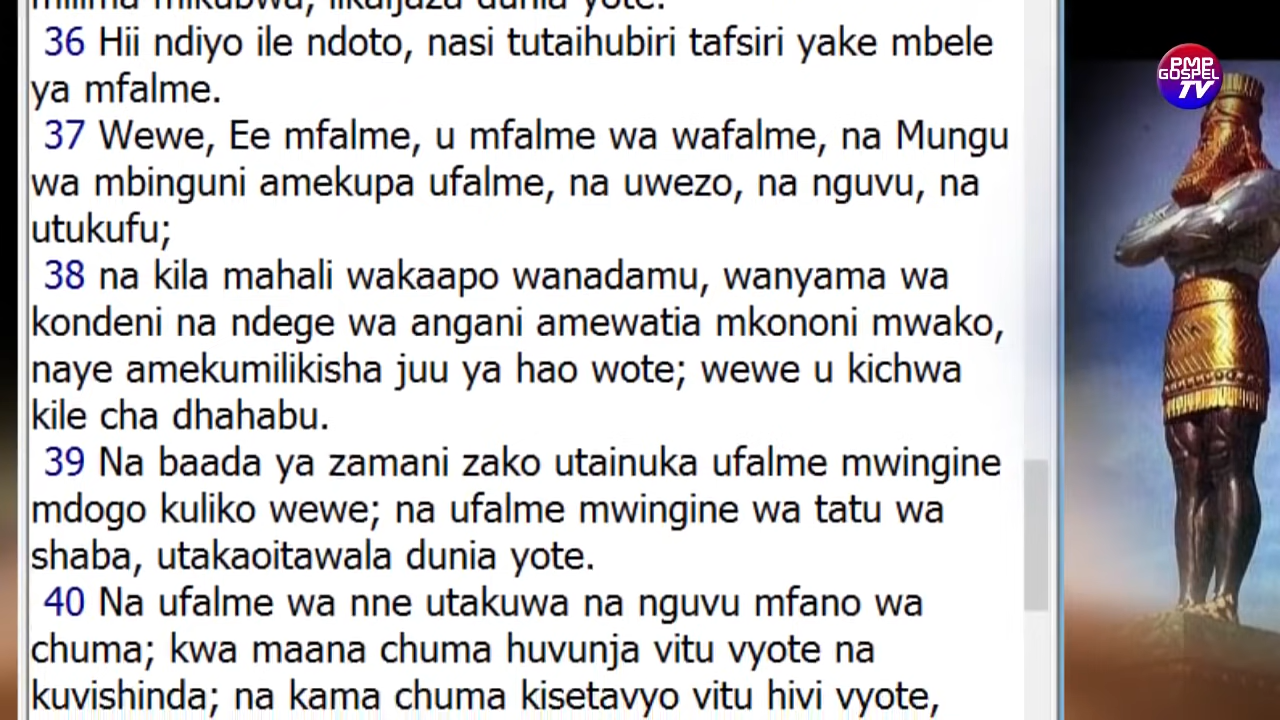 milima mikubwa, likaijaza dunia yote.
36 Hii ndiyo ile ndoto, nasi tutaihubiri tafsiri yake mbele
ya mfalme.
37 Wewe, Ee mfalme, u mfalme wa wafalme, na Mungu
wa mbinguni amekupa ufalme, na uwezo, na nguvu, na
utukufu;
38 na kila mahali wakaapo wanadamu, wanyama wa
kondeni na ndege wa angani amewatia mkononi mwako,
naye amekumilikisha juu ya hao wote; wewe u kichwa
kile cha dhahabu.
39 Na baada ya zamani zako utainuka ufalme mwingine
mdogo kuliko wewe; na ufalme mwingine wa tatu wa
shaba, utakaoitawala dunia yote.
40 Na ufalme wa nne utakuwa na nguvu mfano wa
chuma; kwa maana chuma huvunja vitu vyote na
kuvishinda; na kama chuma kisetavyo vitu hivi vyote,
PMP
GOSPEL
TV